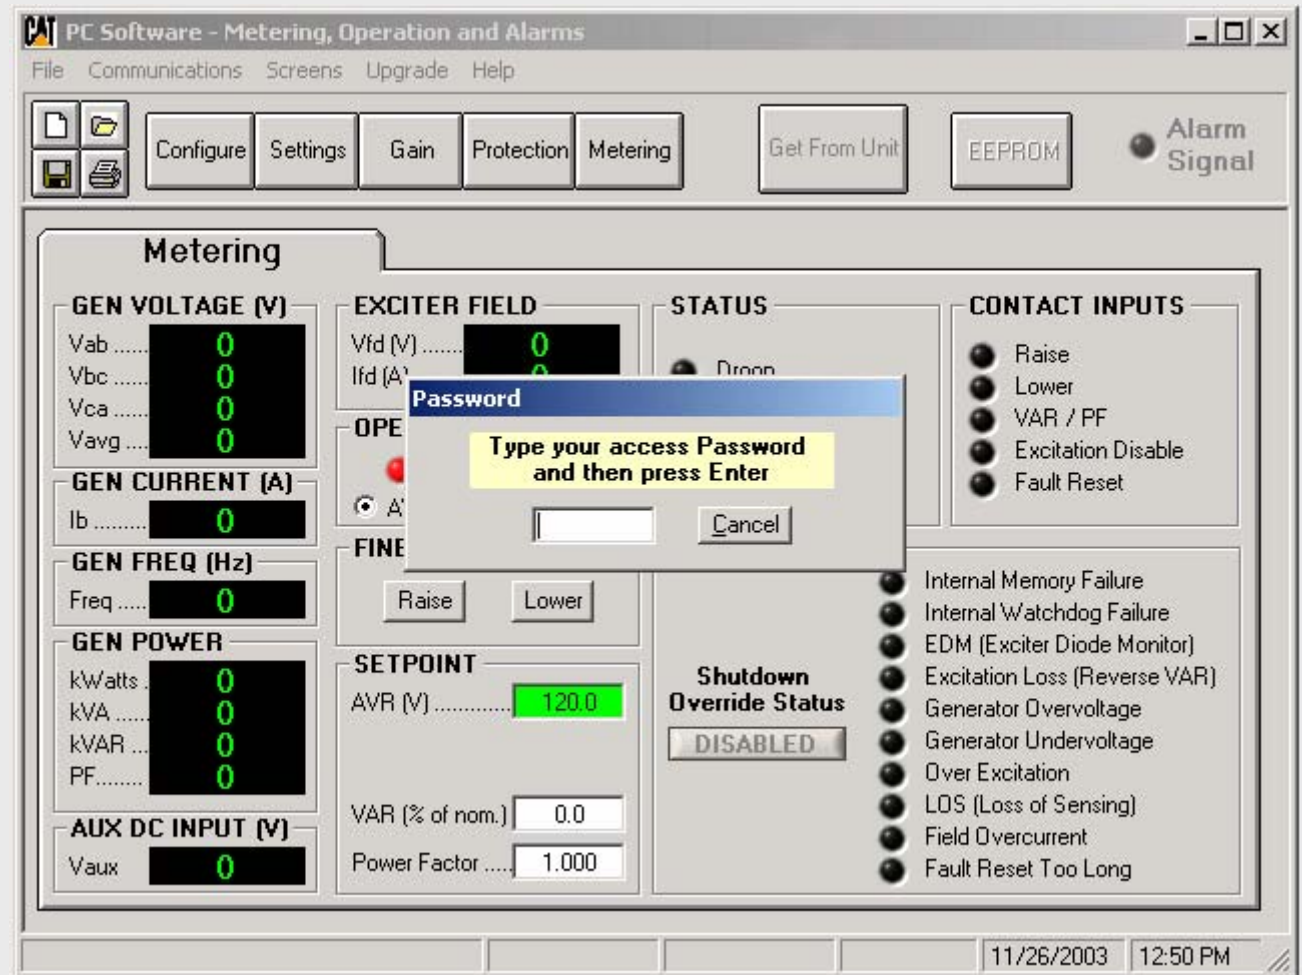 CAT PC Software - Metering, Operation and Alarms
File Communications Screens Upgrade Help
Configure Settings Gain Protection Metering Get From Unit EEPROM Alarm Signal
Metering
GEN VOLTAGE (V)
Vab ...... 0
Vbc ...... 0
Vca ...... 0
Vavg .... 0
GEN CURRENT (A)
Ib ......... 0
GEN FREQ (Hz)
Freq ..... 0
GEN POWER
kWatts . 0
kVA ...... 0
kVAR ... 0
PF........ 0
AUX DC INPUT (V)
Vaux 0
EXCITER FIELD
Vfd (V) ....... 0
Ifd (A)
OPE
FINE
Raise Lower
SETPOINT
AVR (V) ............ 120.0
VAR (% of nom.) 0.0
Power Factor ..... 1.000
STATUS
Droop
Password
Type your access Password
and then press Enter
Cancel
CONTACT INPUTS
Raise
Lower
VAR / PF
Excitation Disable
Fault Reset
Shutdown
Override Status
DISABLED
Internal Memory Failure
Internal Watchdog Failure
EDM (Exciter Diode Monitor)
Excitation Loss (Reverse VAR)
Generator Overvoltage
Generator Undervoltage
Over Excitation
LOS (Loss of Sensing)
Field Overcurrent
Fault Reset Too Long
11/26/2003 12:50 PM